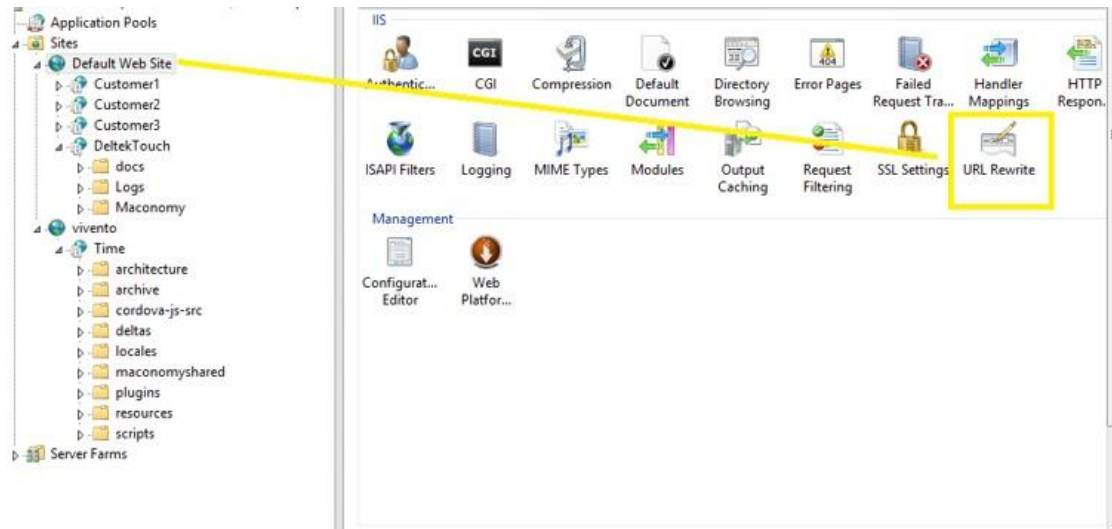 Application Pools
Sites
Default Web Site
Customer1
Customer2
Customer3
DeltekTouch
docs
Logs
Maconomy
vivento
Time
architecture
archive
cordova-js-src
deltas
locales
maconomyshared
plugins
resources
scripts
Server Farms
IIS
Authentic...
CGI
CGI
Compression
Default
Document
Directory
Browsing
404
Error Pages
Failed
Request Tra...
Handler
Mappings
HTTP
Respon.
ISAPI Filters
Logging
MIME Types
Modules
Output
Caching
Request
Filtering
SSL Settings
URL Rewrite
Management
Configurat...
Editor
Web
Platfor...